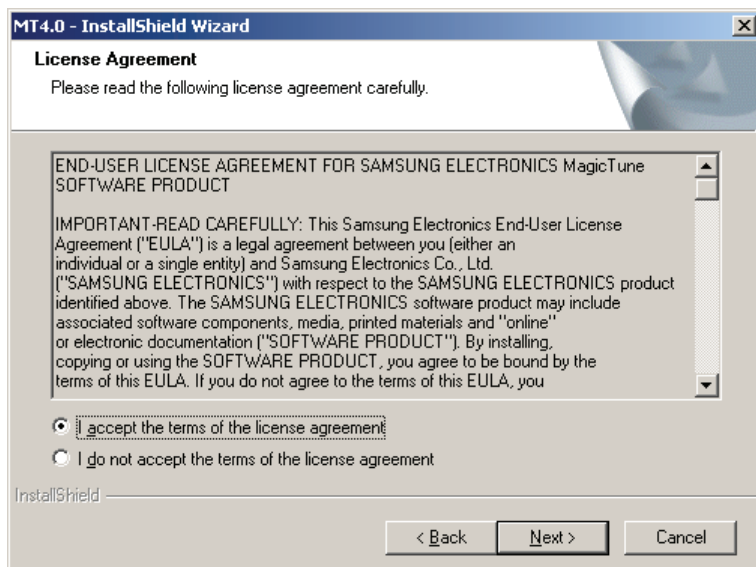 MT4.0 - InstallShield Wizard
License Agreement
Please read the following license agreement carefully.
END-USER LICENSE AGREEMENT FOR SAMSUNG ELECTRONICS MagicTune
SOFTWARE PRODUCT
IMPORTANT-READ CAREFULLY: This Samsung Electronics End-User License
Agreement ("EULA") is a legal agreement between you (either an
individual or a single entity) and Samsung Electronics Co., Ltd.
("SAMSUNG ELECTRONICS") with respect to the SAMSUNG ELECTRONICS product
identified above. The SAMSUNG ELECTRONICS software product may include
associated software components, media, printed materials and "online"
or electronic documentation ("SOFTWARE PRODUCT"). By installing,
copying or using the SOFTWARE PRODUCT, you agree to be bound by the
terms of this EULA. If you do not agree to the terms of this EULA, you
I accept the terms of the license agreement
I do not accept the terms of the license agreement
InstallShield
< Back
Next >
Cancel